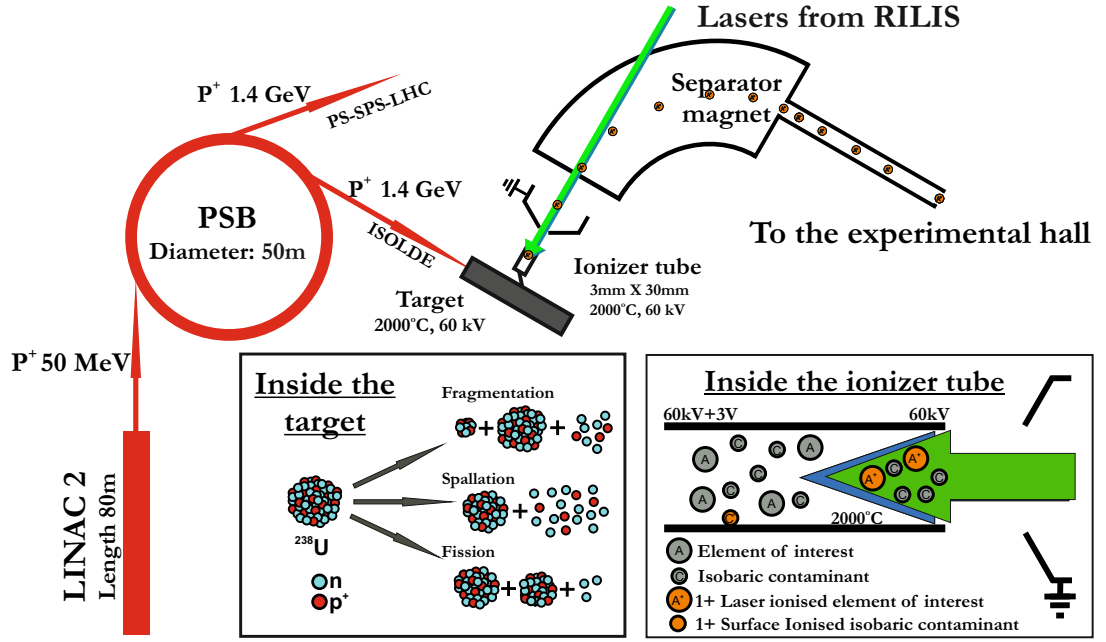 Lasers from RILIS
P+ 1.4 GeV
PS-SPS-LHC
Separator
magnet
P+ 1.4 GeV
ISOLDE
PSB
Diameter: 50m
To the experimental hall
Ionizer tube
3mm X 30mm
2000°C, 60 kV
Target
2000°C, 60 kV
P+ 50 MeV
LINAC 2
Length 80m
Inside the
target
Fragmentation
Spallation
Fission
238U
n
p+
Inside the ionizer tube
60kV+3V
60kV
A
C
C
A
A
C
C
A
C
C
A+
C
A+
C
C
C
2000°C
A Element of interest
C Isobaric contaminant
A+ 1+ Laser ionised element of interest
1+ Surface Ionised isobaric contaminant